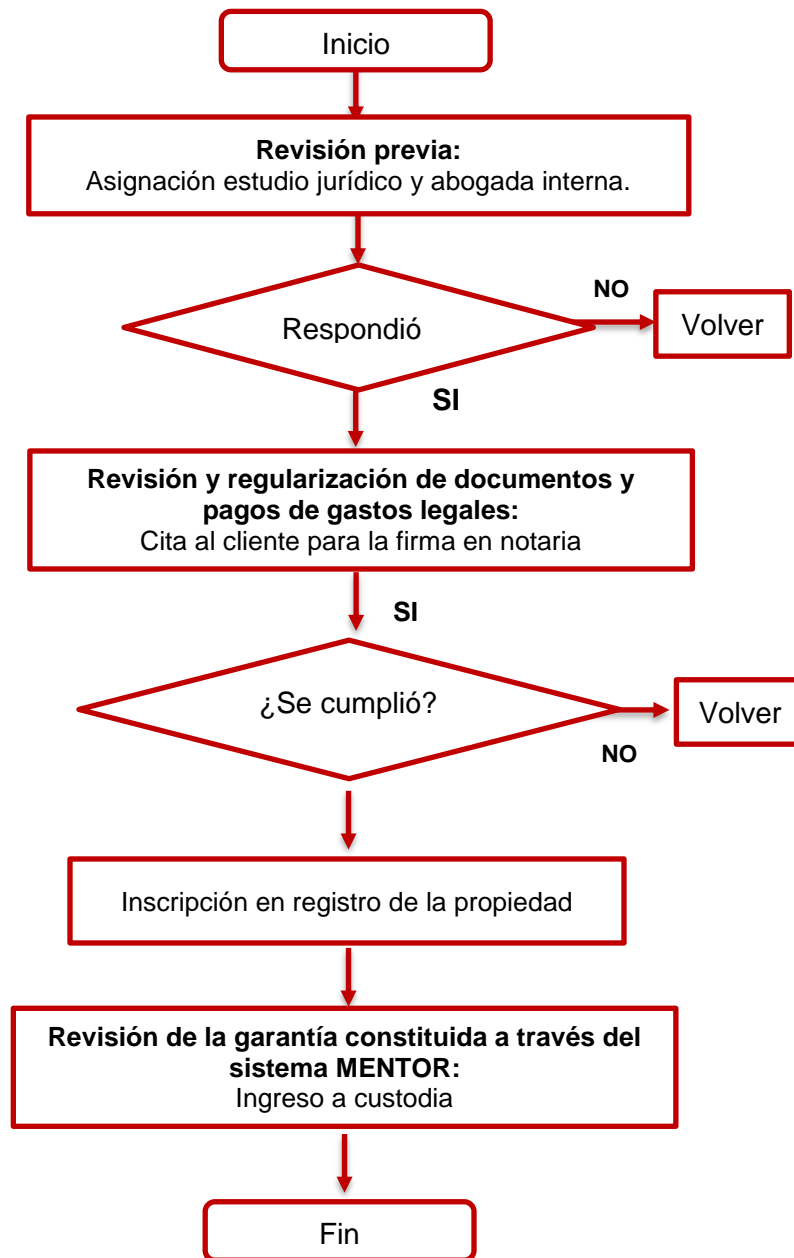 Inicio
Revisión previa:
Asignación estudio jurídico y abogada interna.
NO
Respondió
Volver
SI
Revisión y regularización de documentos y
pagos de gastos legales:
Cita al cliente para la firma en notaria
SI
¿Se cumplió?
Volver
NO
Inscripción en registro de la propiedad
Revisión de la garantía constituida a través del
sistema MENTOR:
Ingreso a custodia
Fin